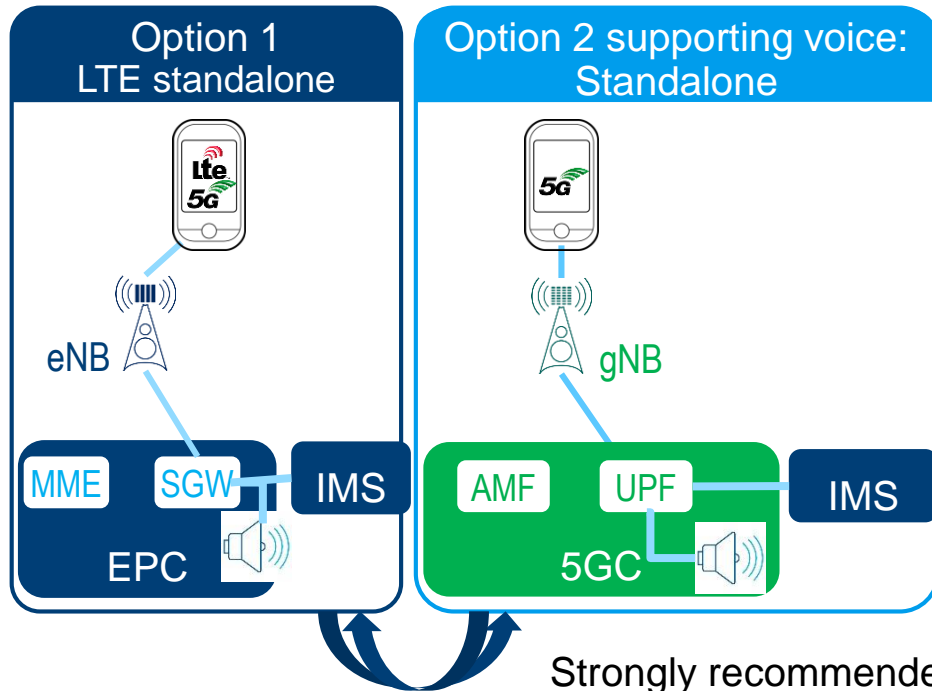 Option 1
LTE standalone
Lte
5G
eNB
MME
SGW
IMS
EPC
Option 2 supporting voice:
Standalone
5G
gNB
AMF
UPF
IMS
5GC
Strongly recommende